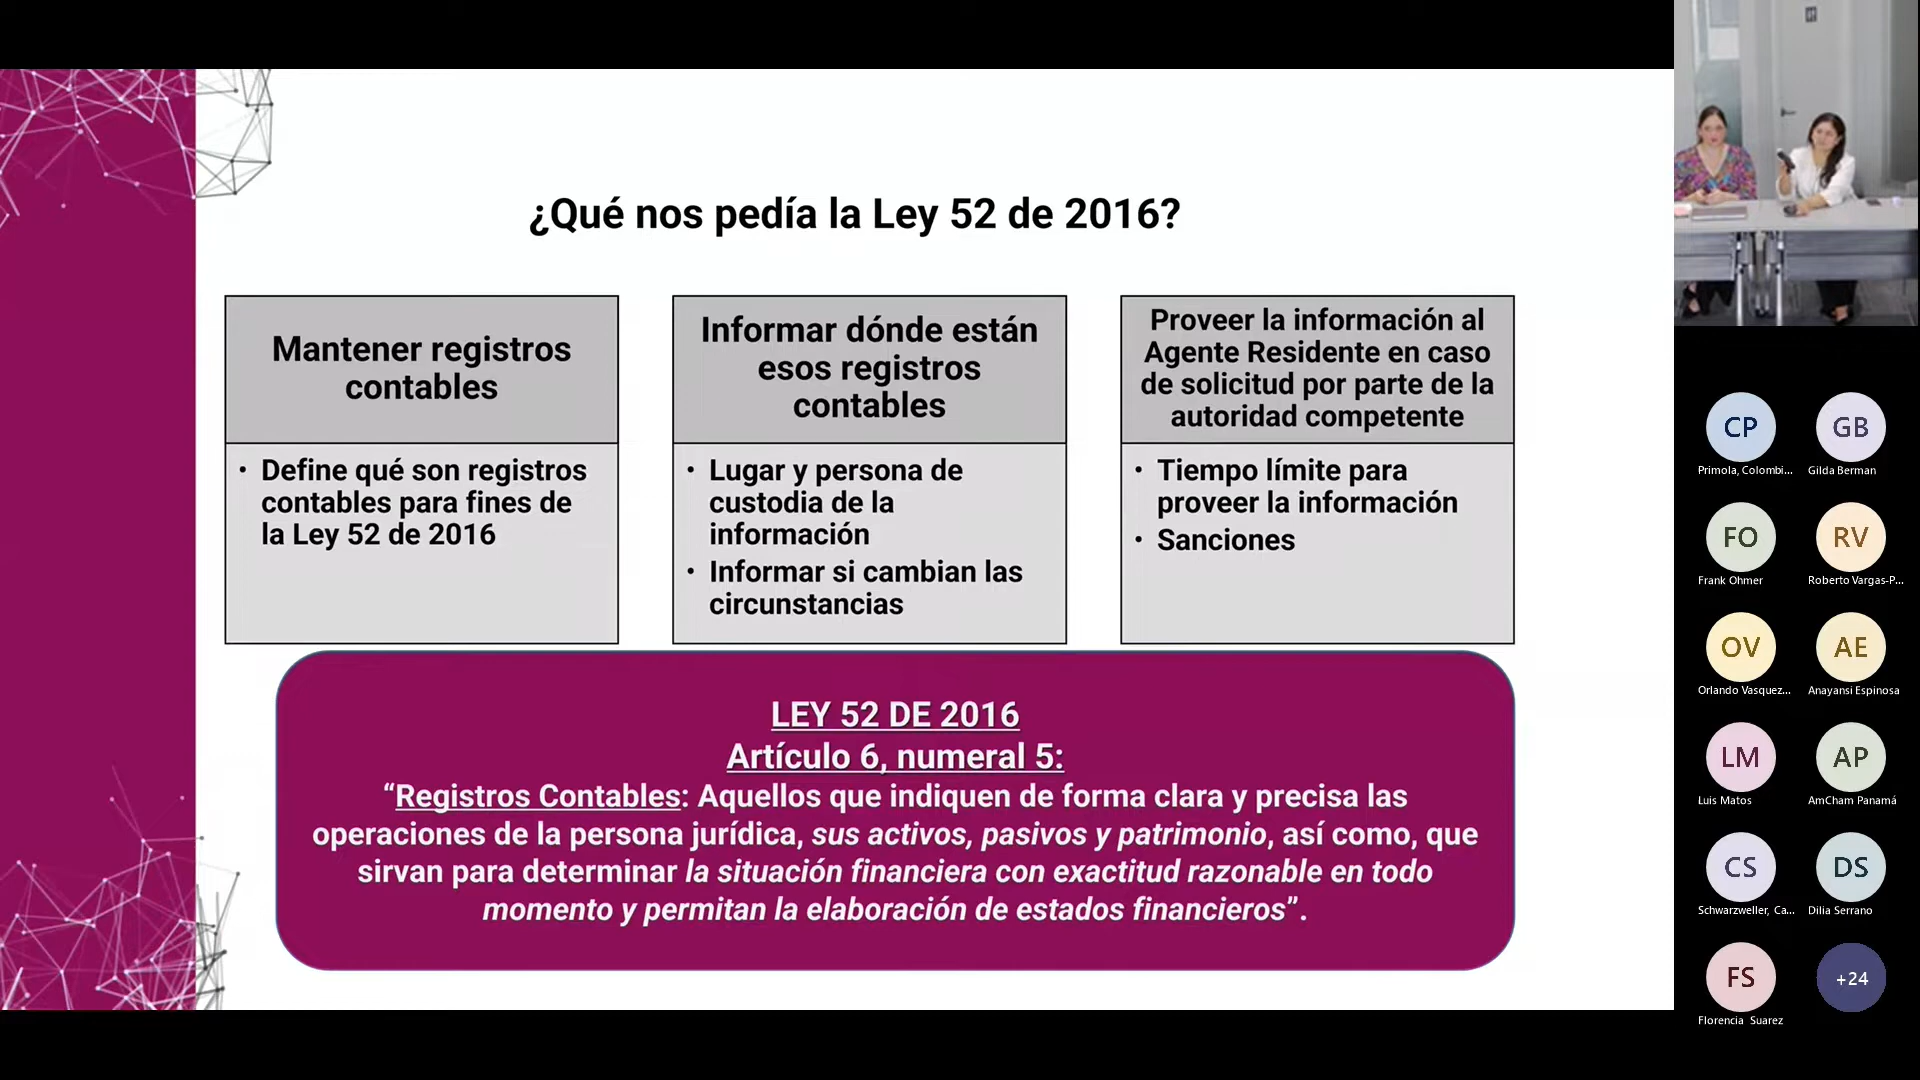 ¿Qué nos pedía la Ley 52 de 2016?
Mantener registros
contables
• Define qué son registros
contables para fines de
la Ley 52 de 2016
Informar dónde están
esos registros
contables
• Lugar y persona de
custodia de la
información
• Informar si cambian las
circunstancias
Proveer la información al
Agente Residente en caso
de solicitud por parte de la
autoridad competente
• Tiempo límite para
proveer la información
• Sanciones
LEY 52 DE 2016
Artículo 6, numeral 5:
“Registros Contables: Aquellos que indiquen de forma clara y precisa las
operaciones de la persona jurídica, sus activos, pasivos y patrimonio, así como, que
sirvan para determinar la situación financiera con exactitud razonable en todo
momento y permitan la elaboración de estados financieros”.
CP
Primola, Colombi...
GB
Gilda Berman
FO
Frank Ohmer
RV
Roberto Vargas-P...
OV
Orlando Vasquez...
AE
Anayansi Espinosa
LM
Luis Matos
AP
AmCham Panamá
CS
Schwarzweller, Ca...
DS
Dilia Serrano
FS
Florencia Suarez
+24